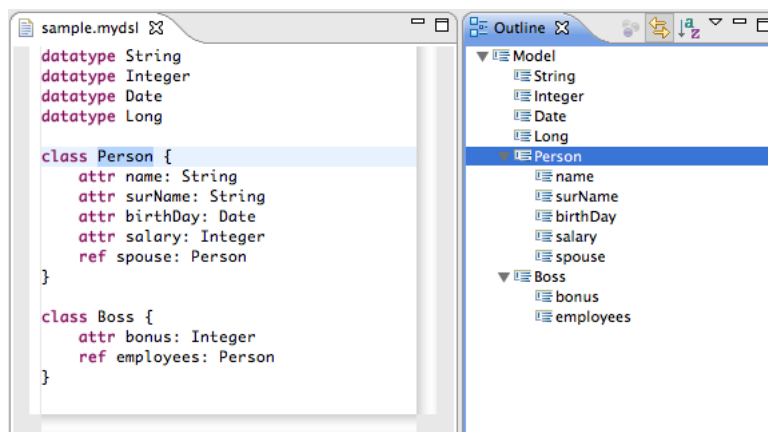 sample.mydsl
datatype String
datatype Integer
datatype Date
datatype Long
class Person {
attr name: String
attr surName: String
attr birthDay: Date
attr salary: Integer
ref spouse: Person
}
class Boss {
attr bonus: Integer
ref employees: Person
}
Outline
a
z
Model
String
Integer
Date
Long
Person
name
surName
birthDay
salary
spouse
Boss
bonus
employees